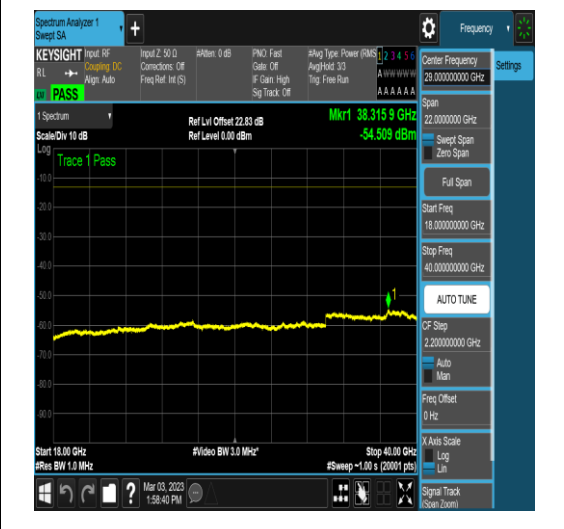 Spectrum Analyzer 1
Swept SA
Frequency
KEYSIGHT
RL
Input: RF
Coupling: DC
Align: Auto
Input Z: 50 Ω
Corrections: Off
Freq Ref: Int (S)
#Atten: 0 dB
PNO: Fast
Gate: Off
IF Gain: High
Sig Track: Off
#Avg Type: Power (RMS
Avg|Hold: 3/3
Trig: Free Run
1 2 3 4 5 6
A W W W W W
A A A A A A
PASS
1 Spectrum
Scale/Div 10 dB
Ref Lvl Offset 22.83 dB
Ref Level 0.00 dBm
Mkr1 38.315 9 GHz
-54.509 dBm
Log
Trace 1 Pass
-10.0
-20.0
-30.0
-40.0
-50.0
-60.0
-70.0
-80.0
-90.0
1
Start 18.00 GHz
#Res BW 1.0 MHz
#Video BW 3.0 MHz*
Stop 40.00 GHz
#Sweep ~1.00 s (20001 pts)
?
Mar 03, 2023
1:58:40 PM
Center Frequency
29.000000000 GHz
Settings
Span
22.0000000 GHz
Swept Span
Zero Span
Full Span
Start Freq
18.000000000 GHz
Stop Freq
40.000000000 GHz
AUTO TUNE
CF Step
2.200000000 GHz
Auto
Man
Freq Offset
0 Hz
X Axis Scale
Log
Lin
Signal Track
(Span Zoom)